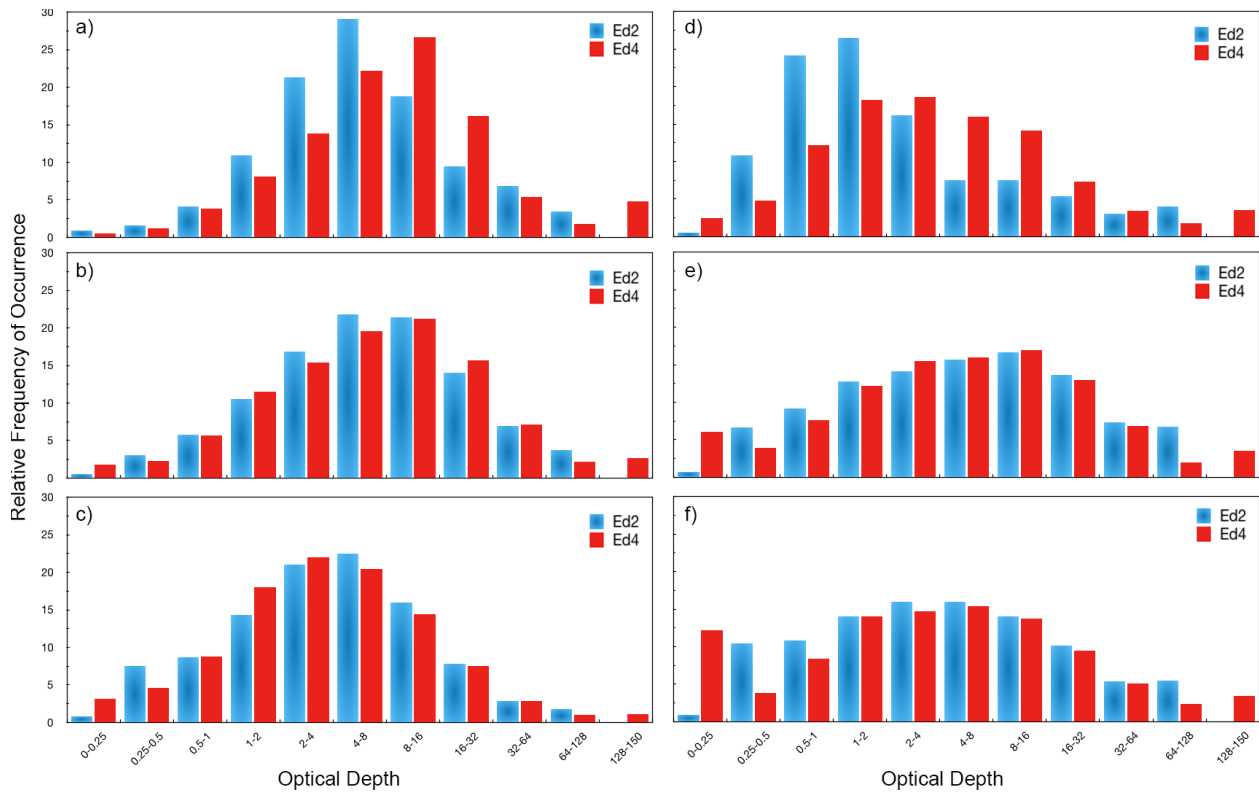 Relative Frequency of Occurrence
a)
Ed2
Ed4
30
25
20
15
10
5
0
d)
Ed2
Ed4
b)
Ed2
Ed4
30
25
20
15
10
5
0
e)
Ed2
Ed4
c)
Ed2
Ed4
30
25
20
15
10
5
0
f)
Ed2
Ed4
0-0.25 0.25-0.5 0.5-1 1-2 2-4 4-8 8-16 16-32 32-64 64-128 128-150
Optical Depth
0-0.25 0.25-0.5 0.5-1 1-2 2-4 4-8 8-16 16-32 32-64 64-128 128-150
Optical Depth